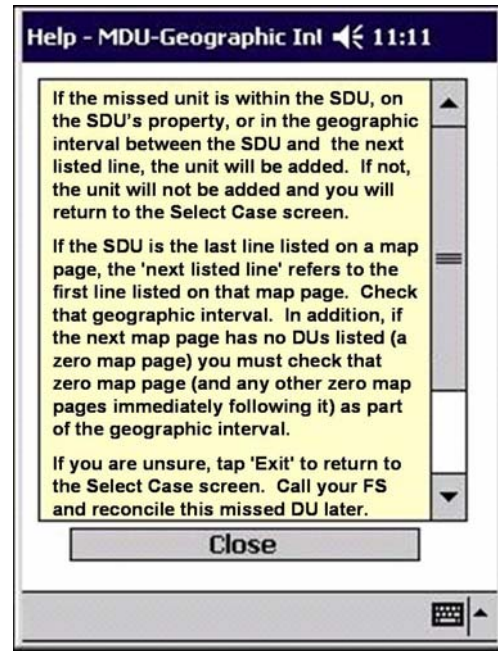 Help - MDU-Geographic Inl 11:11
If the missed unit is within the SDU, on
the SDU's property, or in the geographic
interval between the SDU and the next
listed line, the unit will be added. If not,
the unit will not be added and you will
return to the Select Case screen.
If the SDU is the last line listed on a map
page, the 'next listed line' refers to the
first line listed on that map page. Check
that geographic interval. In addition, if
the next map page has no DUs listed (a
zero map page) you must check that
zero map page (and any other zero map
pages immediately following it) as part
of the geographic interval.
If you are unsure, tap 'Exit' to return to
the Select Case screen. Call your FS
and reconcile this missed DU later.
Close